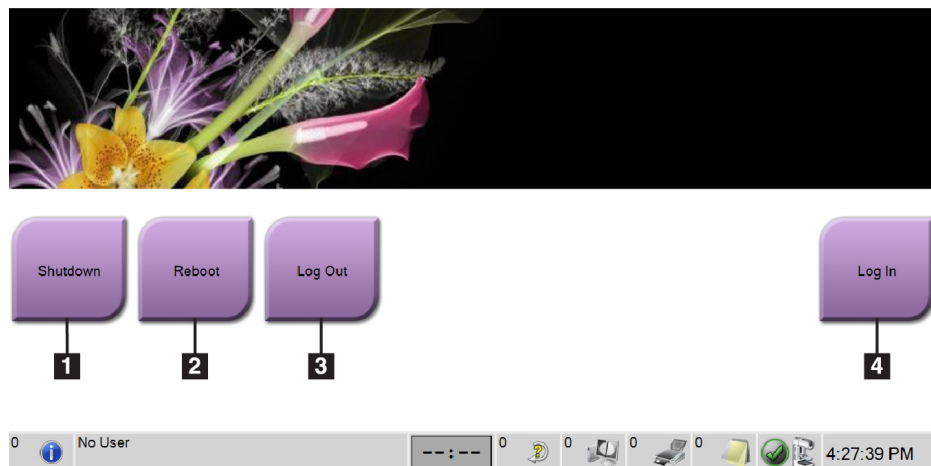 Shutdown
Reboot
Log Out
Log In
1
2
3
4
0
No User
--:--
0
0
0
0
4:27:39 PM